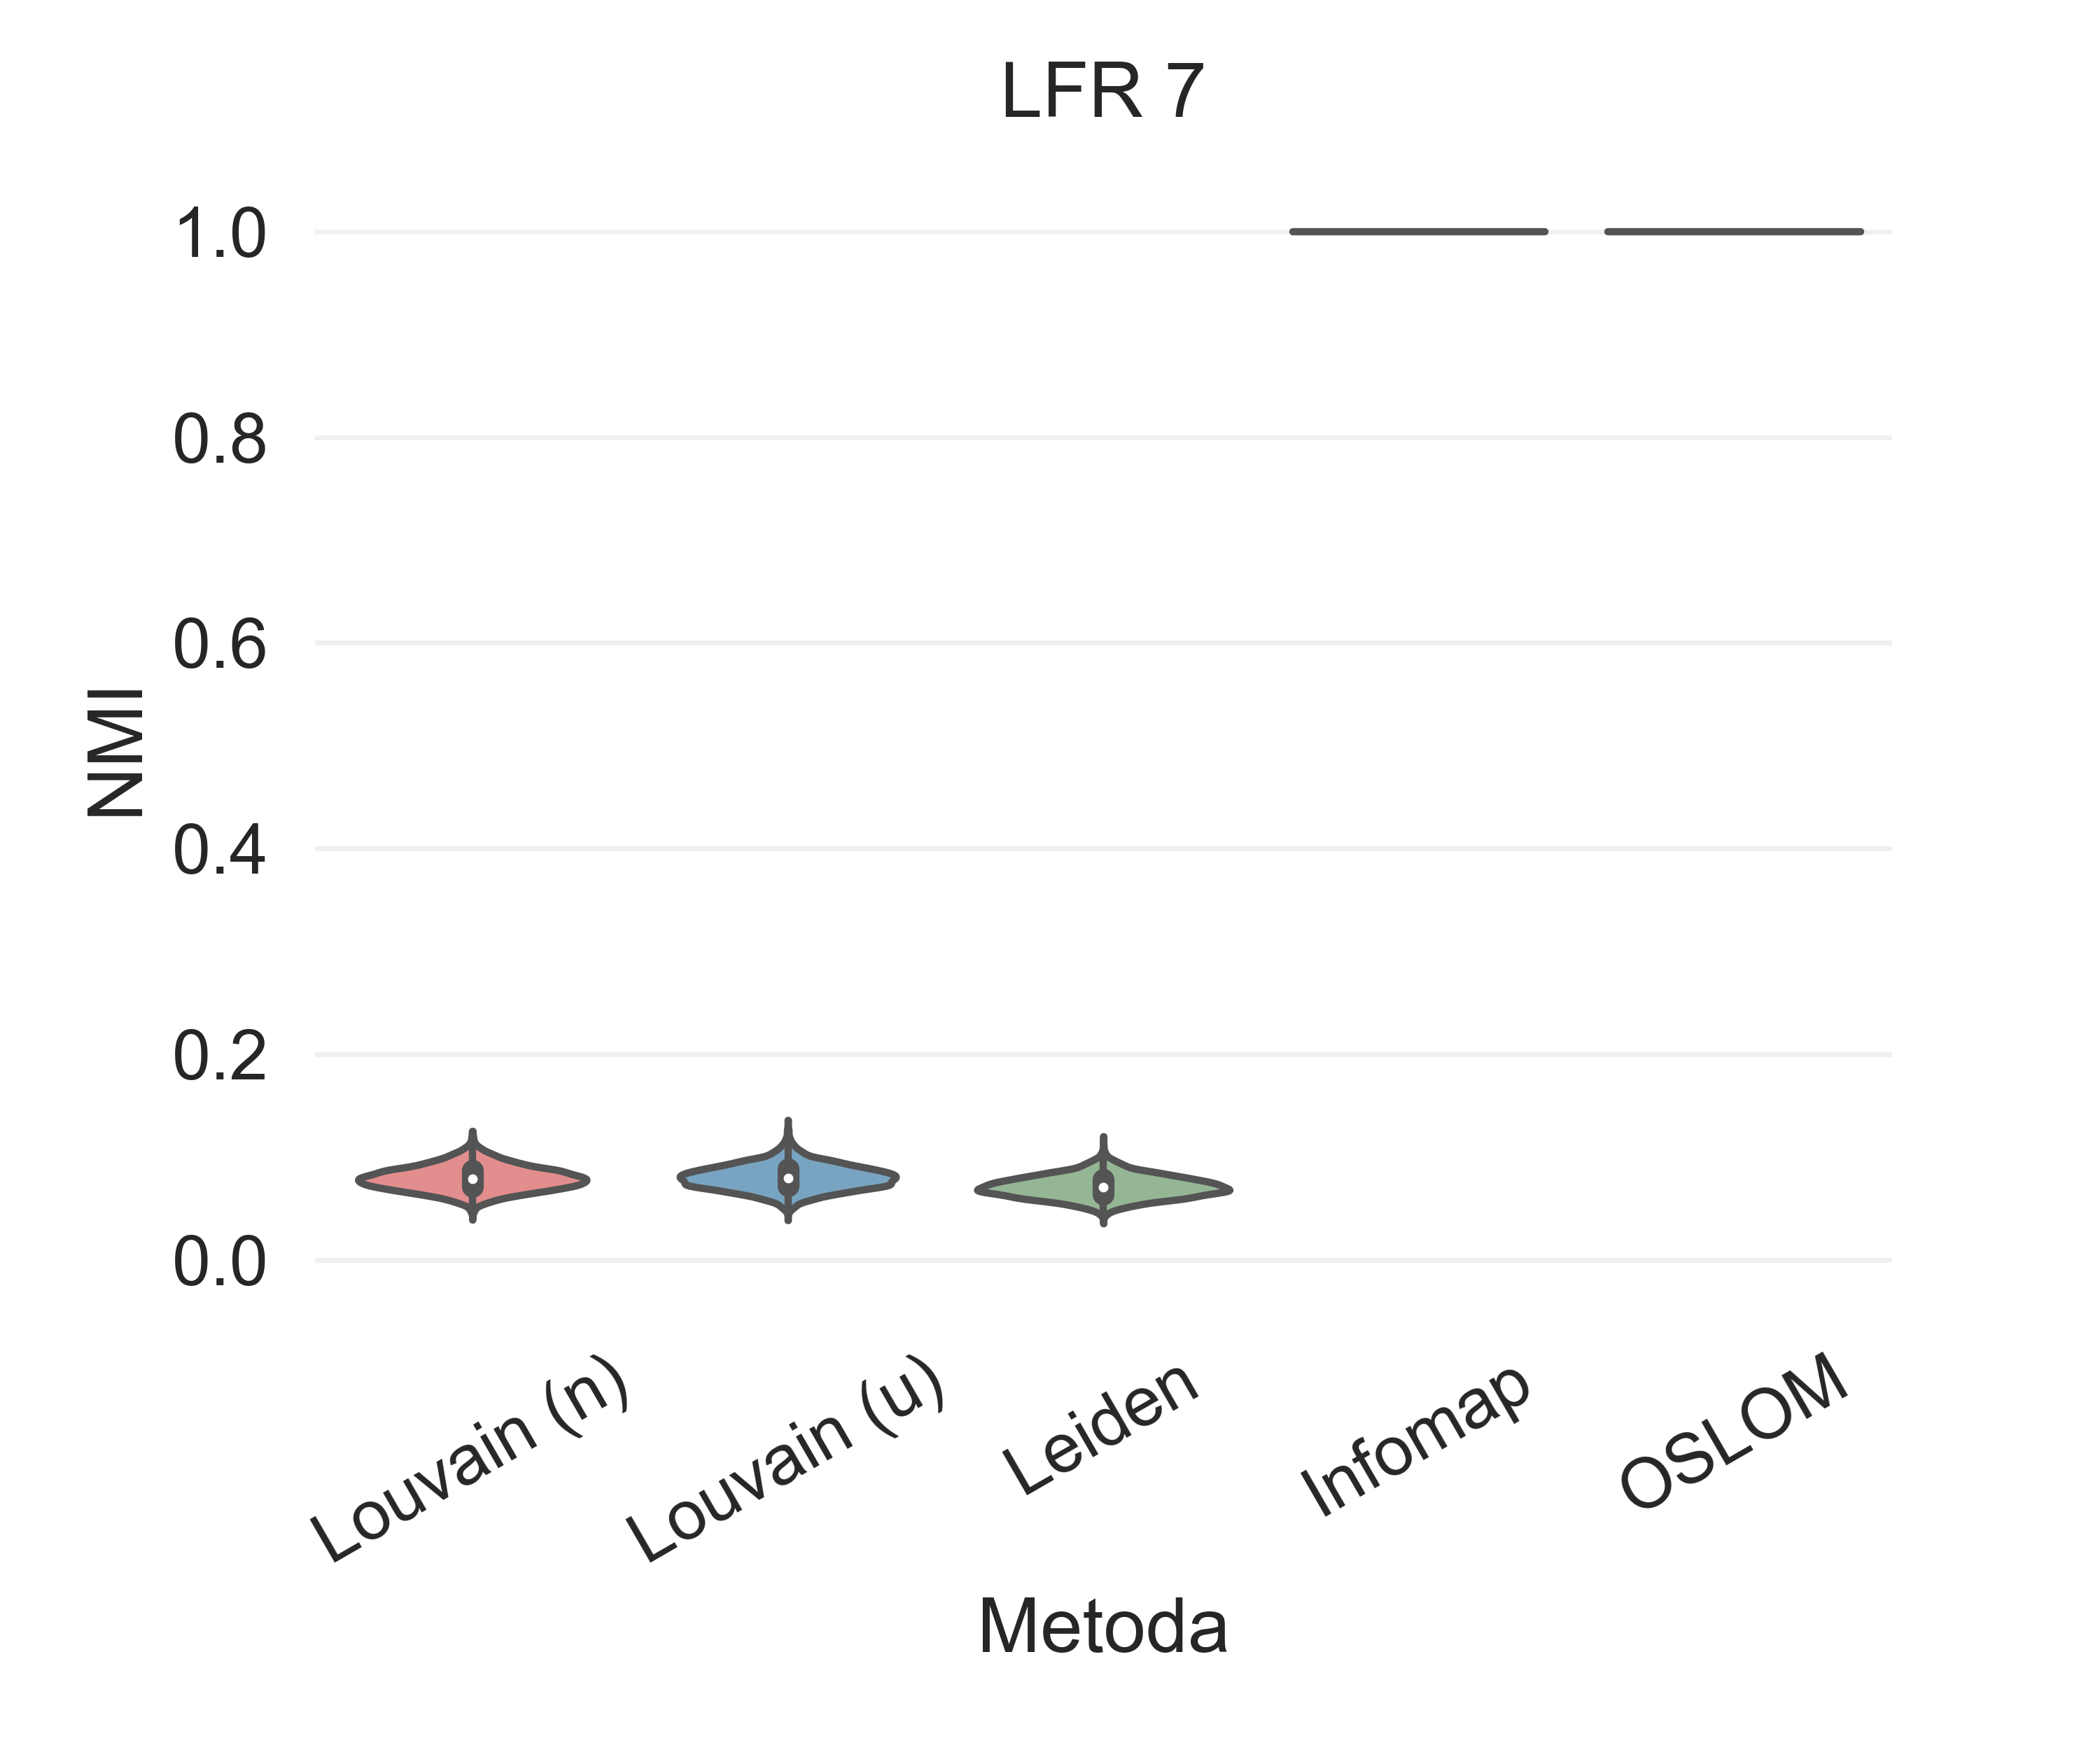 LFR 7
1.0
0.8
0.6
0.4
0.2
0.0
NMI
Louvain (n)
Louvain (u)
Leiden
Infomap
OSLOM
Metoda